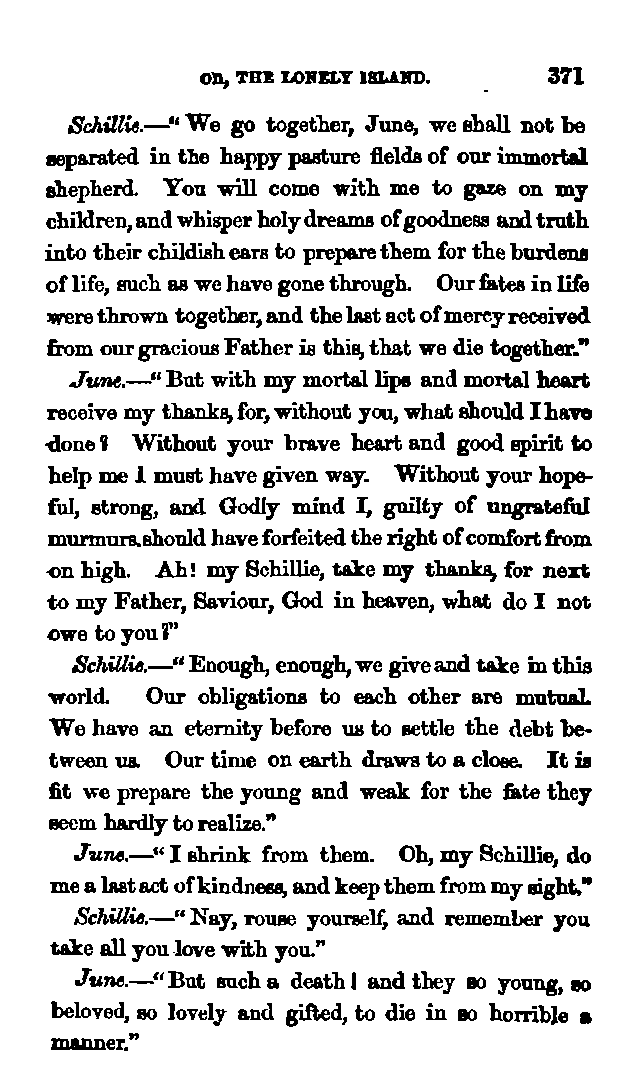 OR, THE LONELY ISLAND. 371
Schillie.—"We go together, June, we shall not be
separated in the happy pasture fields of our immortal
shepherd. You will come with me to gaze on my
children, and whisper holy dreams of goodness and truth
into their childish ears to prepare them for the burdens
of life, such as we have gone through. Our fates in life
were thrown together, and the last act of mercy received
from our gracious Father is this, that we die together."
June.—"But with my mortal lips and mortal heart
receive my thanks, for, without you, what should I have
done? Without your brave heart and good spirit to
help me I must have given way. Without your hope-
ful, strong, and Godly mind I, guilty of ungrateful
murmurs, should have forfeited the right of comfort from
on high. Ah! my Schillie, take my thanks, for next
to my Father, Saviour, God in heaven, what do I not
owe to you?"
Schillie.—"Enough, enough, we give and take in this
world. Our obligations to each other are mutual.
We have an eternity before us to settle the debt be-
tween us. Our time on earth draws to a close. It is
fit we prepare the young and weak for the fate they
seem hardly to realize."
June.—"I shrink from them. Oh, my Schillie, do
me a last act of kindness, and keep them from my sight."
Schillie.—"Nay, rouse yourself, and remember you
take all you love with you."
June.—"But such a death! and they so young, so
beloved, so lovely and gifted, to die in so horrible a
manner."